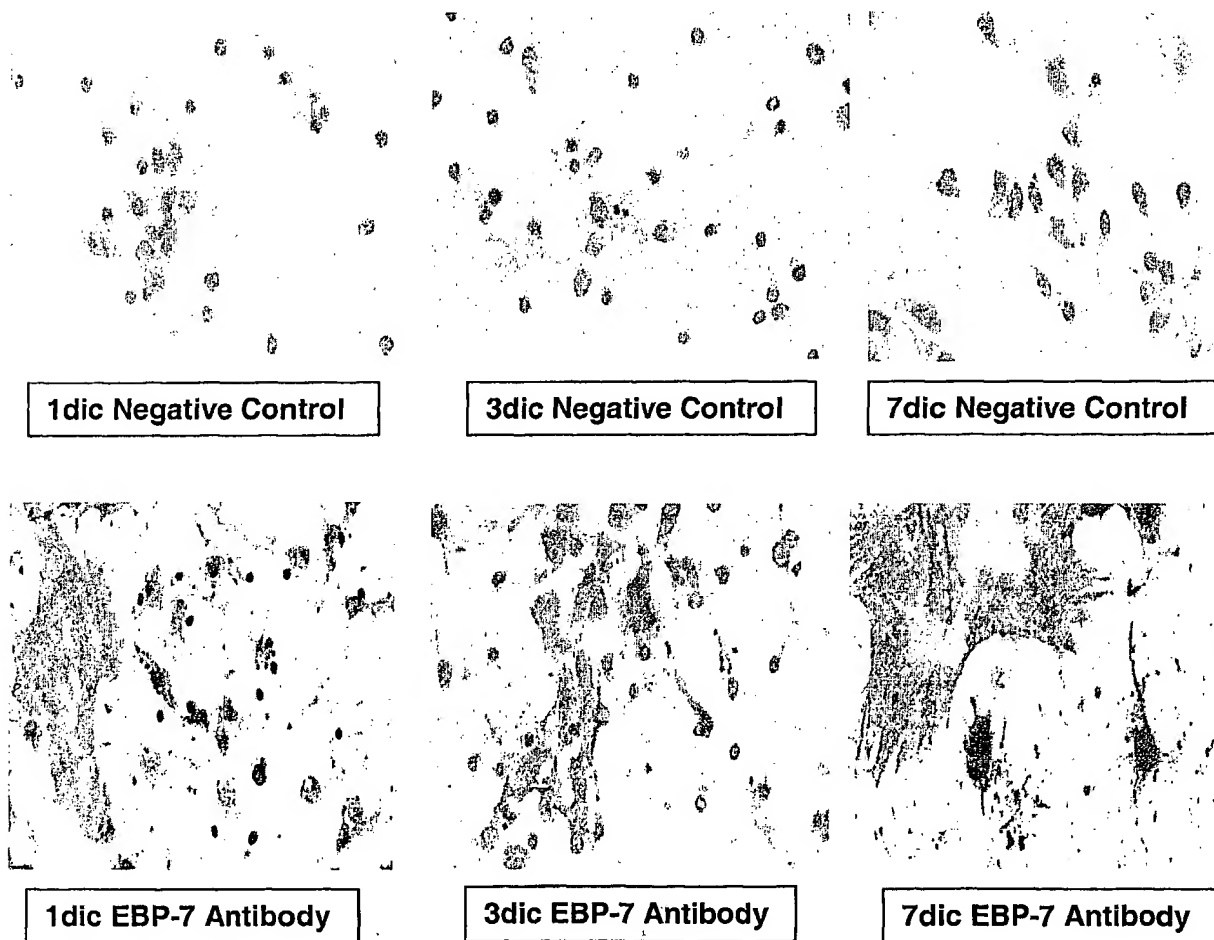 1dic Negative Control
3dic Negative Control
7dic Negative Control
1dic EBP-7 Antibody
3dic EBP-7 Antibody
7dic EBP-7 Antibody